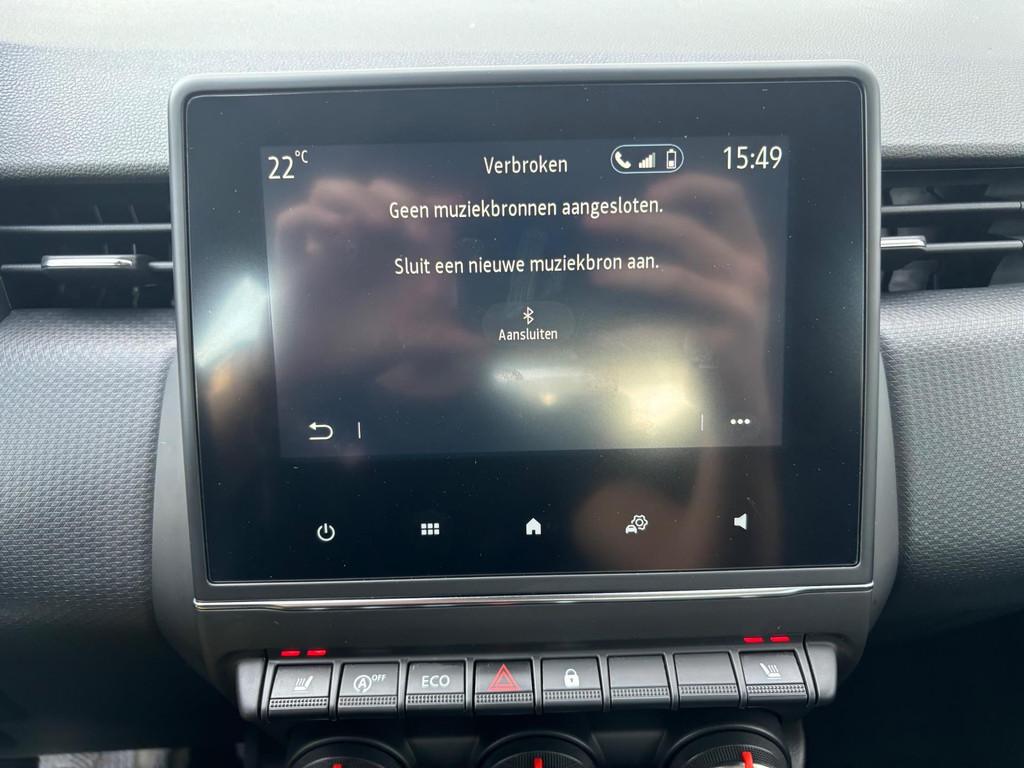 22°C
Verbroken
15:49
Geen muziekbronnen aangesloten.
Sluit een nieuwe muziekbron aan.
Aansluiten
A OFF
ECO